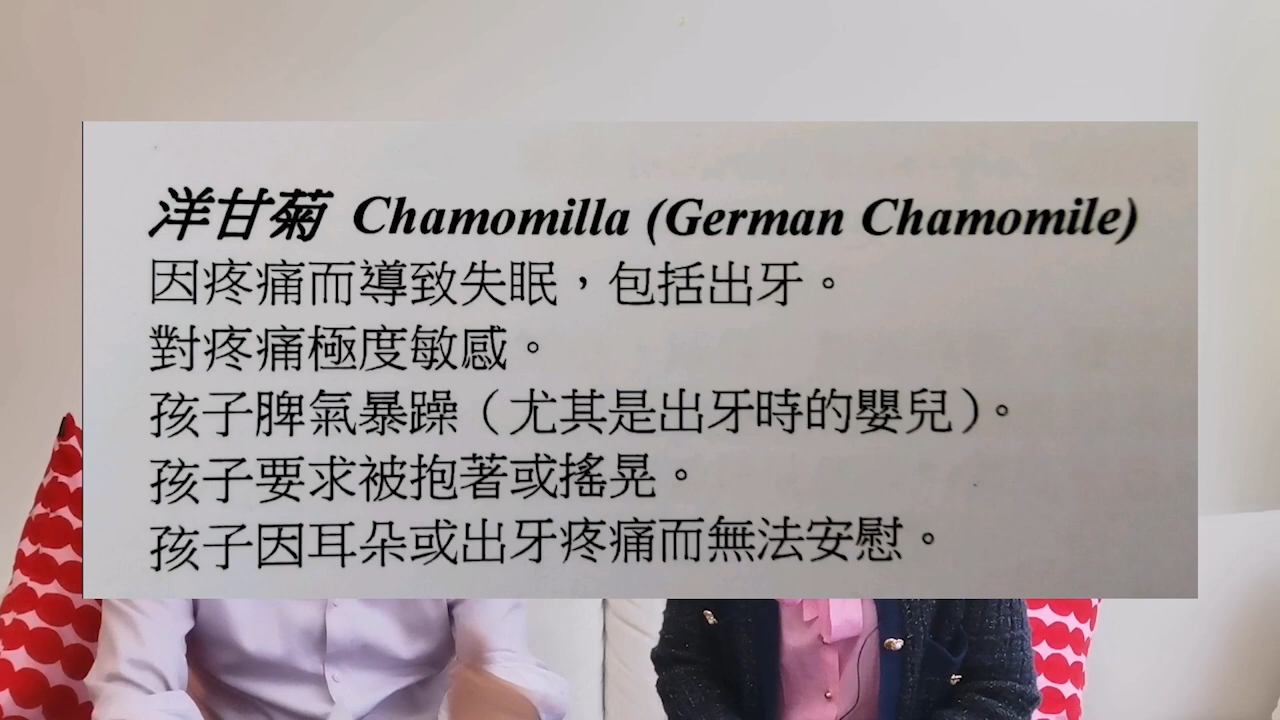 洋甘菊 Chamomilla (German Chamomile)
因疼痛而導致失眠，包括出牙。
對疼痛極度敏感。
孩子脾氣暴躁（尤其是出牙時的嬰兒）。
孩子要求被抱著或搖晃。
孩子因耳朵或出牙疼痛而無法安慰。